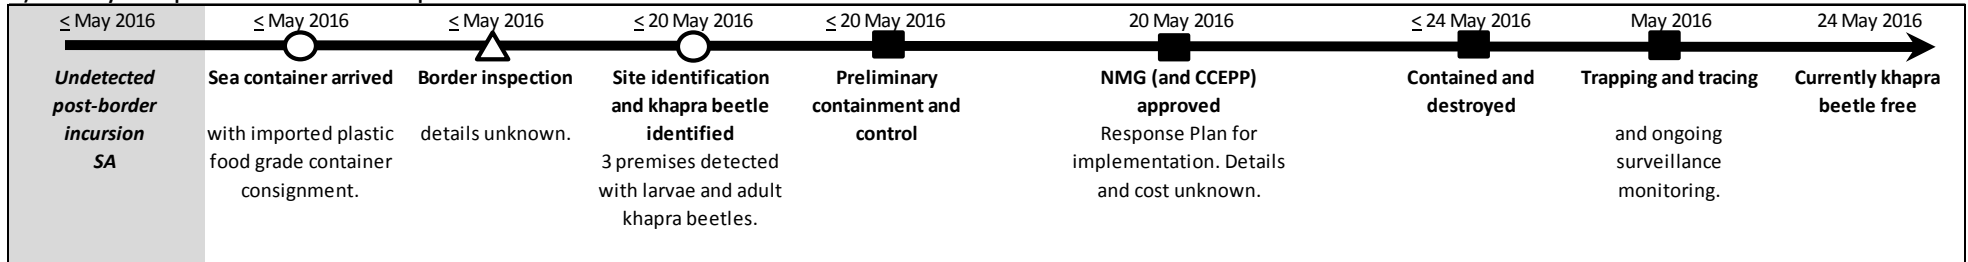 < May 2016
Undetected
post-border
incursion
SA
< May 2016
Sea container arrived
with imported plastic
food grade container
consignment.
< May 2016
Border inspection
details unknown.
< 20 May 2016
Site identification
and khapra beetle
identified
3 premises detected
with larvae and adult
khapra beetles.
< 20 May 2016
Preliminary
containment and
control
20 May 2016
NMG (and CCEPP)
approved
Response Plan for
implementation. Details
and cost unknown.
< 24 May 2016
Contained and
destroyed
May 2016
Trapping and tracing
and ongoing
surveillance
monitoring.
24 May 2016
Currently khapra
beetle free